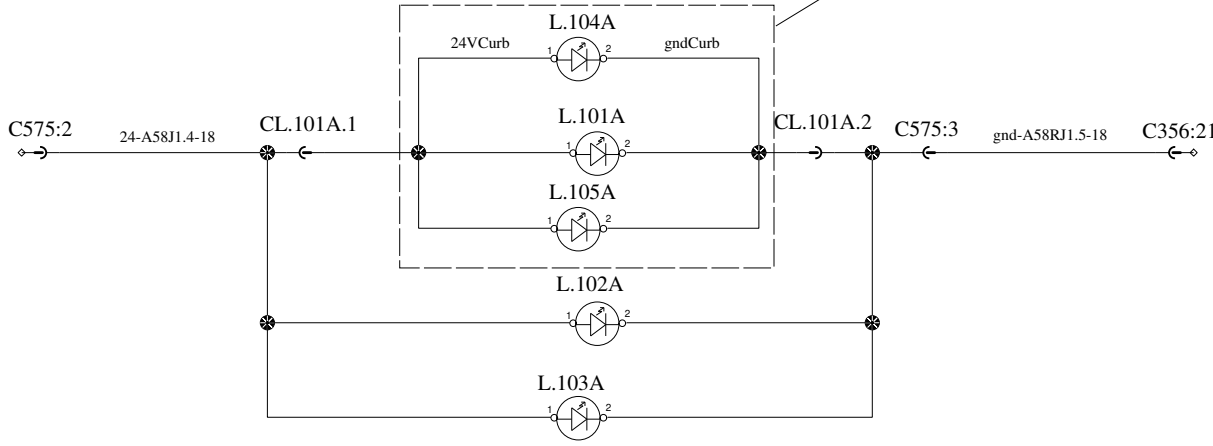 L.104A
1 2
24VCurb gndCurb
L.101A
1 2
C575:2 24-A58J1.4-18 CL.101A.1 CL.101A.2 C575:3 gnd-A58RJ1.5-18 C356:21
L.105A
1 2
L.102A
1 2
L.103A
1 2